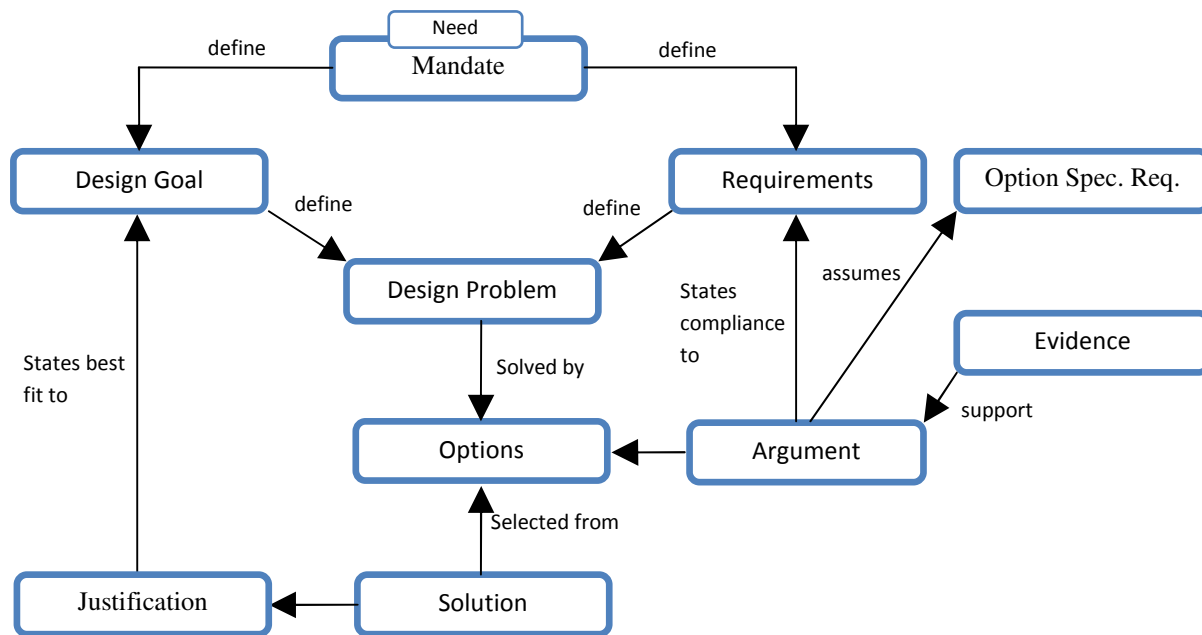 Need
define
define
Mandate
Design Goal
Requirements
Option Spec. Req.
define
define
Design Problem
assumes
States
compliance
to
Evidence
States best
fit to
Solved by
support
Options
Argument
Selected from
Justification
Solution